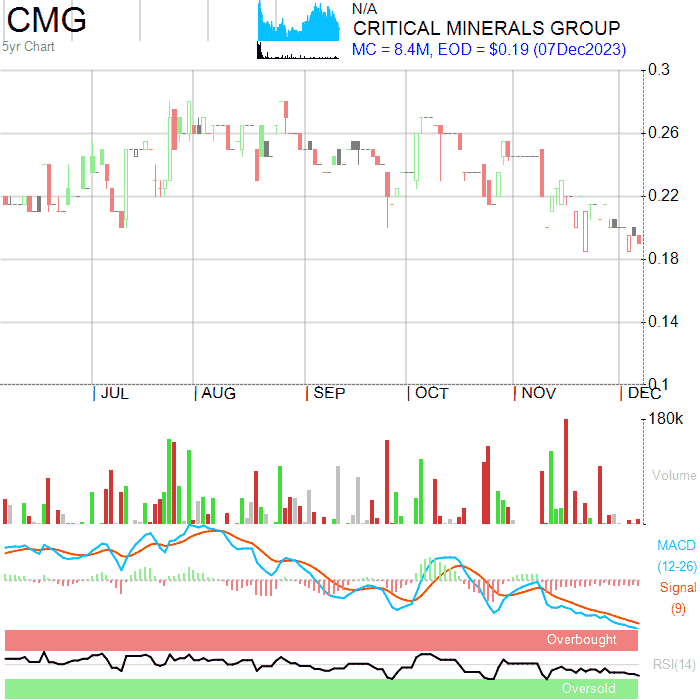 CMG
5yr Chart
N/A
CRITICAL MINERALS GROUP
MC = 8.4M, EOD = $0.19 (07Dec2023)
0.3
0.26
0.22
0.18
0.14
0.1
JUL AUG SEP OCT NOV DEC
180k
Volume
MACD
(12-26)
Signal
(9)
Overbought
RSI(14)
Oversold